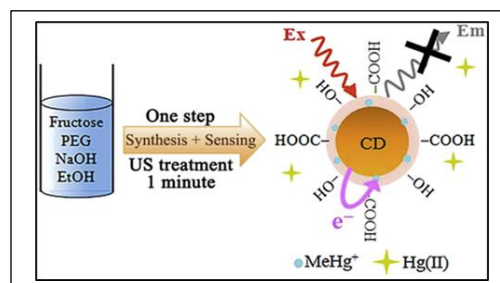 Fructose
PEG
NaOH
EtOH
One step
Synthesis + Sensing
US treatment
1 minute
Ex
Em
COOH
HO-
-OH
HOOC-
CD
-COOH
HO-
-OH
e⁻
COOH
MeHg⁺
Hg(II)